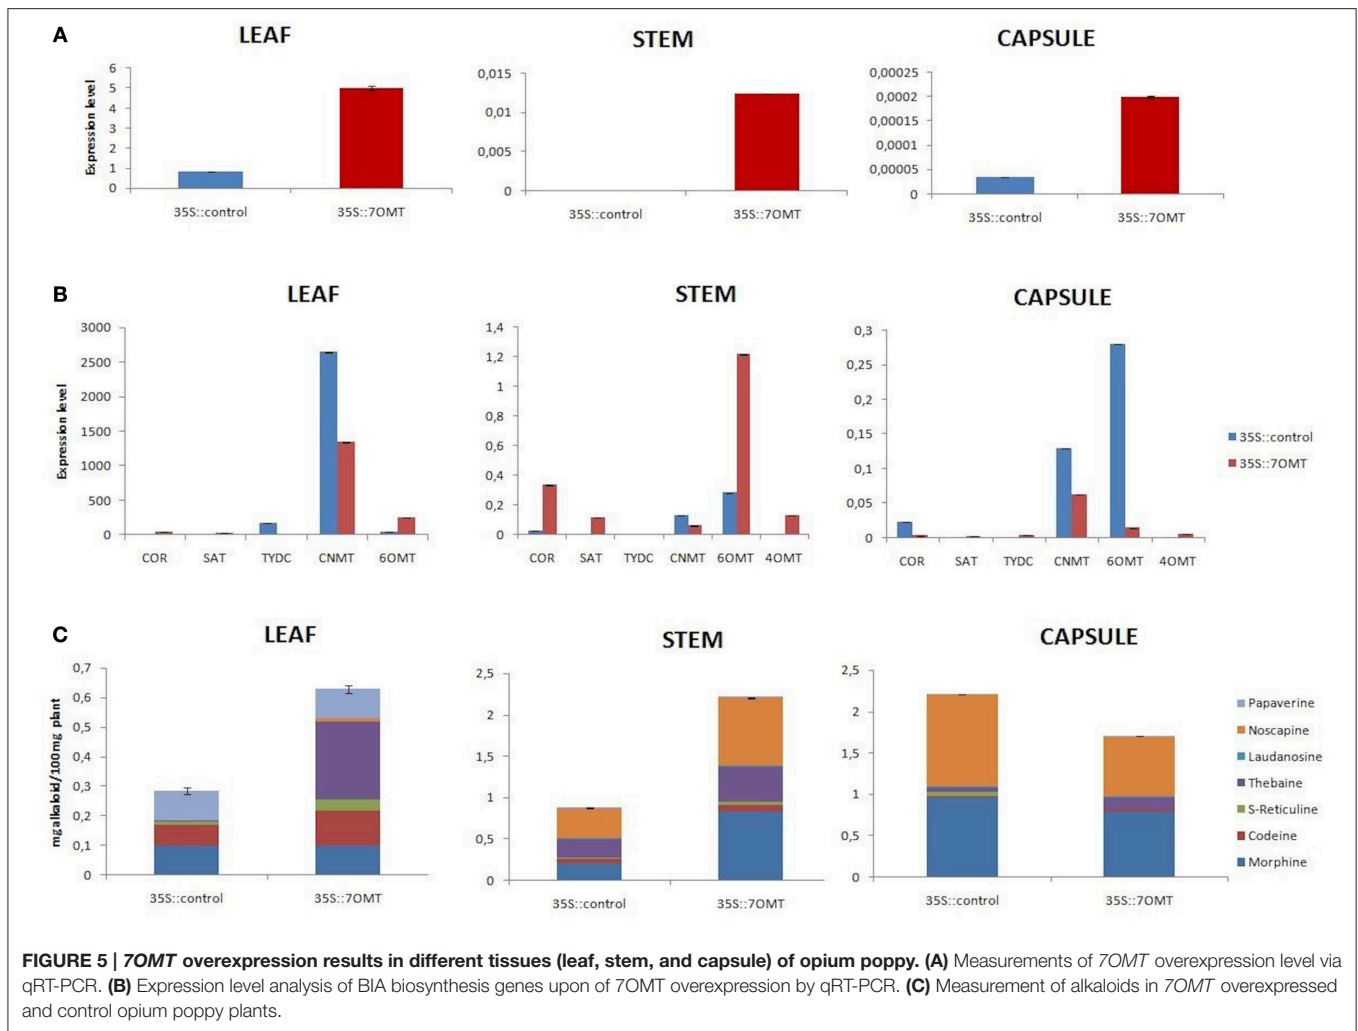 A
LEAF
STEM
CAPSULE
Expression level
6
5
4
3
2
1
0
35S::control
35S::7OMT
0,015
0,01
0,005
0
35S::control
35S::7OMT
0,00025
0,0002
0,00015
0,0001
0,00005
0
35S::control
35S::7OMT
B
LEAF
STEM
CAPSULE
Expression level
3000
2500
2000
1500
1000
500
0
COR
SAT
TYDC
CNMT
6OMT
1,4
1,2
1
0,8
0,6
0,4
0,2
0
COR
SAT
TYDC
CNMT
6OMT
4OMT
0,3
0,25
0,2
0,15
0,1
0,05
0
COR
SAT
TYDC
CNMT
6OMT
4OMT
35S::control
35S::7OMT
C
LEAF
STEM
CAPSULE
mgalkaloid/100mg plant
0,7
0,6
0,5
0,4
0,3
0,2
0,1
0
35S::control
35S::7OMT
2,5
2
1,5
1
0,5
0
35S::control
35S::7OMT
2,5
2
1,5
1
0,5
0
35S::control
35S::7OMT
Papaverine
Noscapine
Laudanosine
Thebaine
S-Reticuline
Codeine
Morphine
FIGURE 5 | 7OMT overexpression results in different tissues (leaf, stem, and capsule) of opium poppy. (A) Measurements of 7OMT overexpression level via
qRT-PCR. (B) Expression level analysis of BIA biosynthesis genes upon of 7OMT overexpression by qRT-PCR. (C) Measurement of alkaloids in 7OMT overexpressed
and control opium poppy plants.